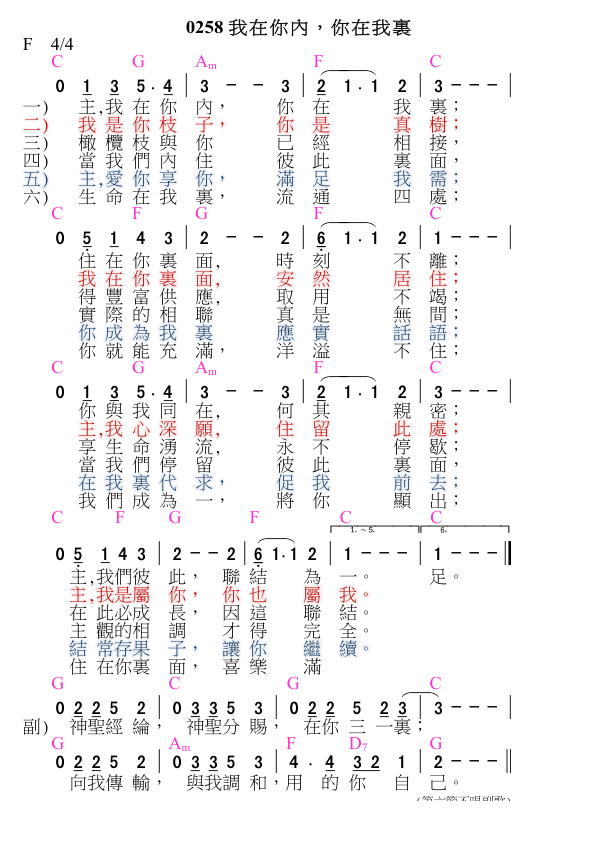 0258 我在你內，你在我裏
F 4/4
C G Am F C
0 1 3 5 · 4 | 3 － － 3 | 2 1 · 1 2 | 3 － － － |
一) 主,我 在 你 內， 你 在 我 裏；
二) 我 是 你 枝 子， 你 是 真 樹；
三) 橄 欖 枝 與 你 已 經 相 接，
四) 當 我 們 內 住 彼 此 裏 面，
五) 主,愛 你 享 你， 滿 足 我 需；
六) 生 命 在 我 裏， 流 通 四 處；
C F G F C
0 5 1 4 3 | 2 － － 2 | 6 1 · 1 2 | 1 － － － |
住 在 你 裏 面, 時 刻 不 離；
我 在 你 裏 面, 安 然 居 住；
得 豐 富 供 應, 取 用 不 竭；
實 際 的 相 聯 真 是 無 間；
你 成 為 我 裏 應 實 話 語；
你 就 能 充 滿, 洋 溢 不 住；
C G Am F C
0 1 3 5 · 4 | 3 － － 3 | 2 1 · 1 2 | 3 － － － |
你 與 我 同 在, 何 其 親 密；
主,我 心 深 願, 住 留 此 處；
享 生 命 湧 流, 永 不 停 歇；
當 我 們 停 留 彼 此 裏 面，
在 我 裏 代 求， 促 我 前 去；
我 們 成 為 一， 將 你 顯 出；
C F G F C C
1.～5. 6.
0 5 1 4 3 | 2 － － 2 | 6 1 · 1 2 | 1 － － － | 1 － － － ‖
主,我們彼 此， 聯 結 為 一。 足。
主,我是屬 你， 你 也 屬 我。
在 此必成 長， 因 這 聯 結。
主 觀的相 調 才 得 完 全。
結 常存果 子， 讓 你 繼 續。
住 在你裏 面， 喜 樂 滿
G C G C
0 2 2 5 2 | 0 3 3 5 3 | 0 2 2 5 2 3 | 3 － － － |
副) 神聖經 綸， 神聖分 賜， 在你 三 一裏；
G Am F D7 G
0 2 2 5 2 | 0 3 3 5 3 | 4 · 4 3 2 1 | 2 － － － ‖
向我傳 輸， 與我調 和，用 的 你 自 己。